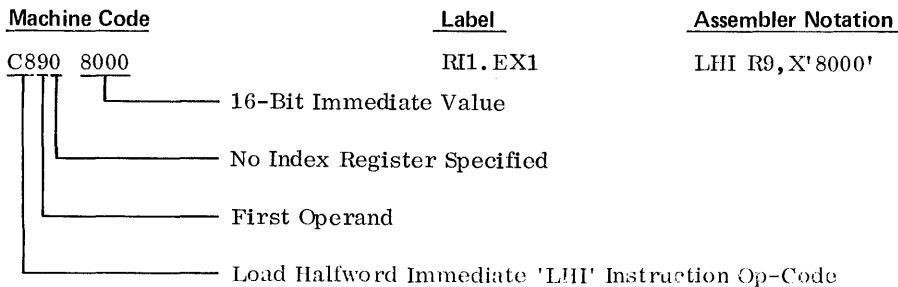 Machine Code Label Assembler Notation
C890 8000 RI1.EX1 LHI R9,X'8000'
16-Bit Immediate Value
No Index Register Specified
First Operand
Load Halfword Immediate 'LHI' Instruction Op-Code